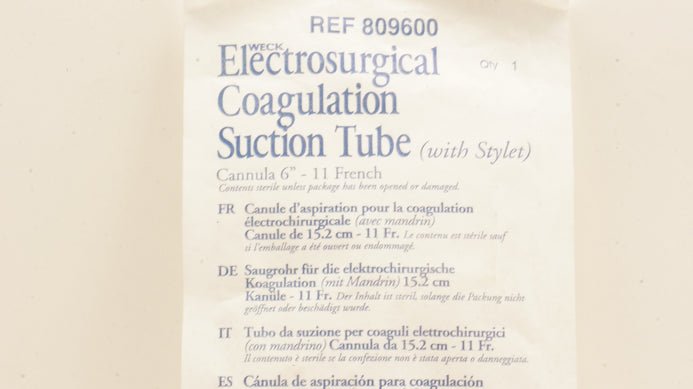 REF 809600
WECK
Electrosurgical
Qty 1
Coagulation
Suction Tube (with Stylet)
Cannula 6" - 11 French
Contents sterile unless package has been opened or damaged.
FR Canule d'aspiration pour la coagulation
électrochirurgicale (avec mandrin)
Canule de 15.2 cm - 11 Fr. Le contenu est stérile sauf
si l'emballage a été ouvert ou endommagé.
DE Saugrohr für die elektrochirurgische
Koagulation (mit Mandrin) 15.2 cm
Kanüle - 11 Fr. Der Inhalt ist steril, solange die Packung nicht
geöffnet oder beschädigt wurde.
IT Tubo da suzione per coaguli elettrochirurgici
(con mandrino) Cannula da 15.2 cm - 11 Fr.
Il contenuto è sterile se la confezione non è stata aperta o danneggiata.
ES Cánula de aspiración para coagulación